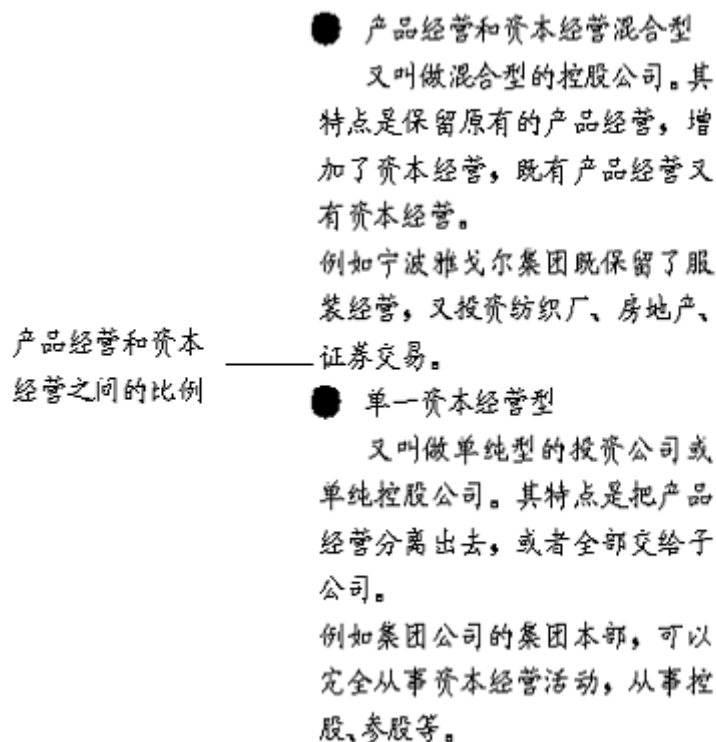 产品经营和资本
经营之间的比例
● 产品经营和资本经营混合型
又叫做混合型的控股公司。其
特点是保留原有的产品经营，增
加了资本经营，既有产品经营又
有资本经营。
例如宁波雅戈尔集团既保留了服
装经营，又投资纺织厂、房地产、
证券交易。
● 单一资本经营型
又叫做单纯型的投资公司或
单纯控股公司。其特点是把产品
经营分离出去，或者全部交给子
公司。
例如集团公司的集团本部，可以
完全从事资本经营活动，从事控
股、参股等。